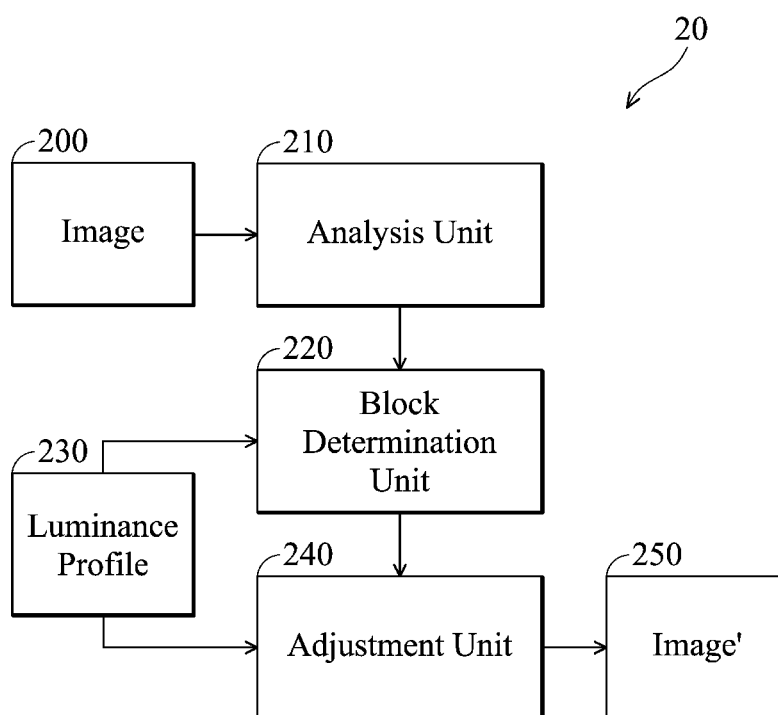 20
200
Image
210
Analysis Unit
220
Block
Determination
Unit
230
Luminance
Profile
240
Adjustment Unit
250
Image'